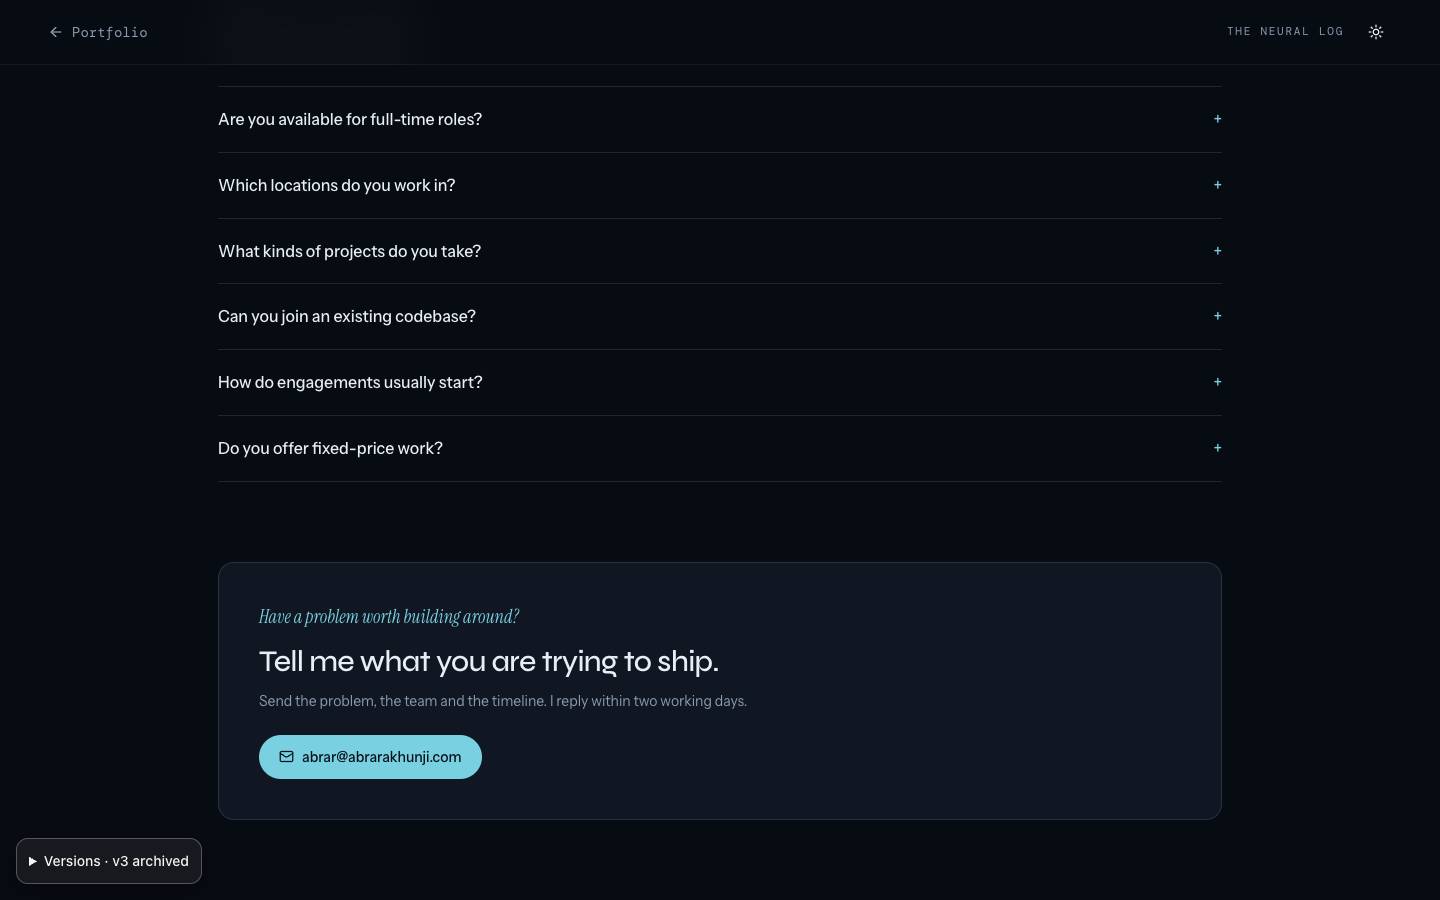 ← Portfolio
THE NEURAL LOG
Are you available for full-time roles? +
Which locations do you work in? +
What kinds of projects do you take? +
Can you join an existing codebase? +
How do engagements usually start? +
Do you offer fixed-price work? +
Have a problem worth building around?
Tell me what you are trying to ship.
Send the problem, the team and the timeline. I reply within two working days.
abrar@abrarakhunji.com
▶ Versions · v3 archived